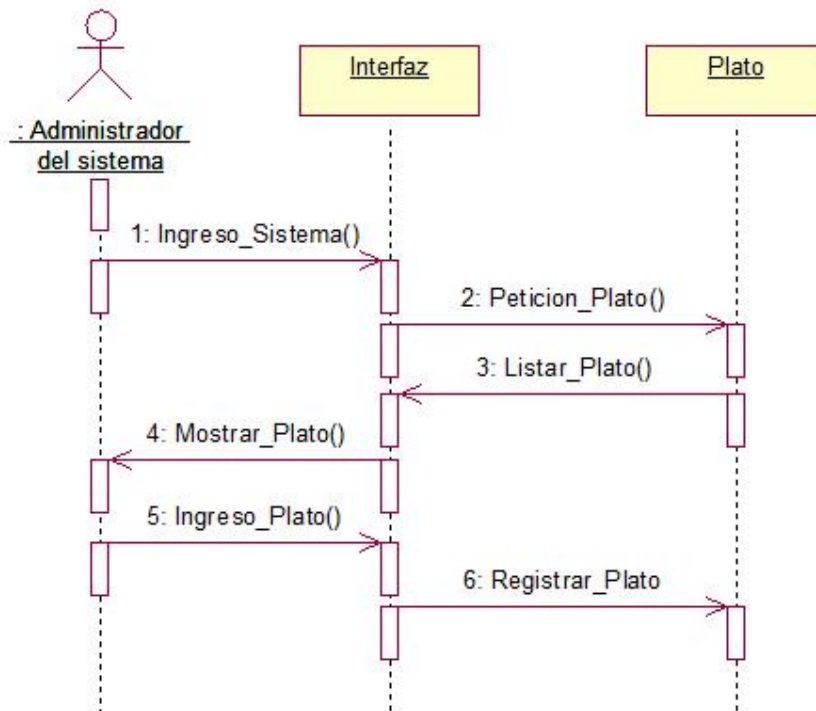 Interfaz
Plato
: Administrador
del sistema
1: Ingreso_Sistema()
2: Peticion_Plato()
3: Listar_Plato()
4: Mostrar_Plato()
5: Ingreso_Plato()
6: Registrar_Plato